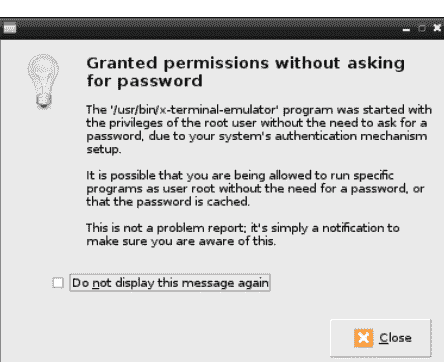 Granted permissions without asking
for password
The '/usr/bin/x-terminal-emulator' program was started with
the privileges of the root user without the need to ask for a
password, due to your system's authentication mechanism
setup.
It is possible that you are being allowed to run specific
programs as user root without the need for a password, or
that the password is cached.
This is not a problem report; it's simply a notification to
make sure you are aware of this.
Do not display this message again
Close